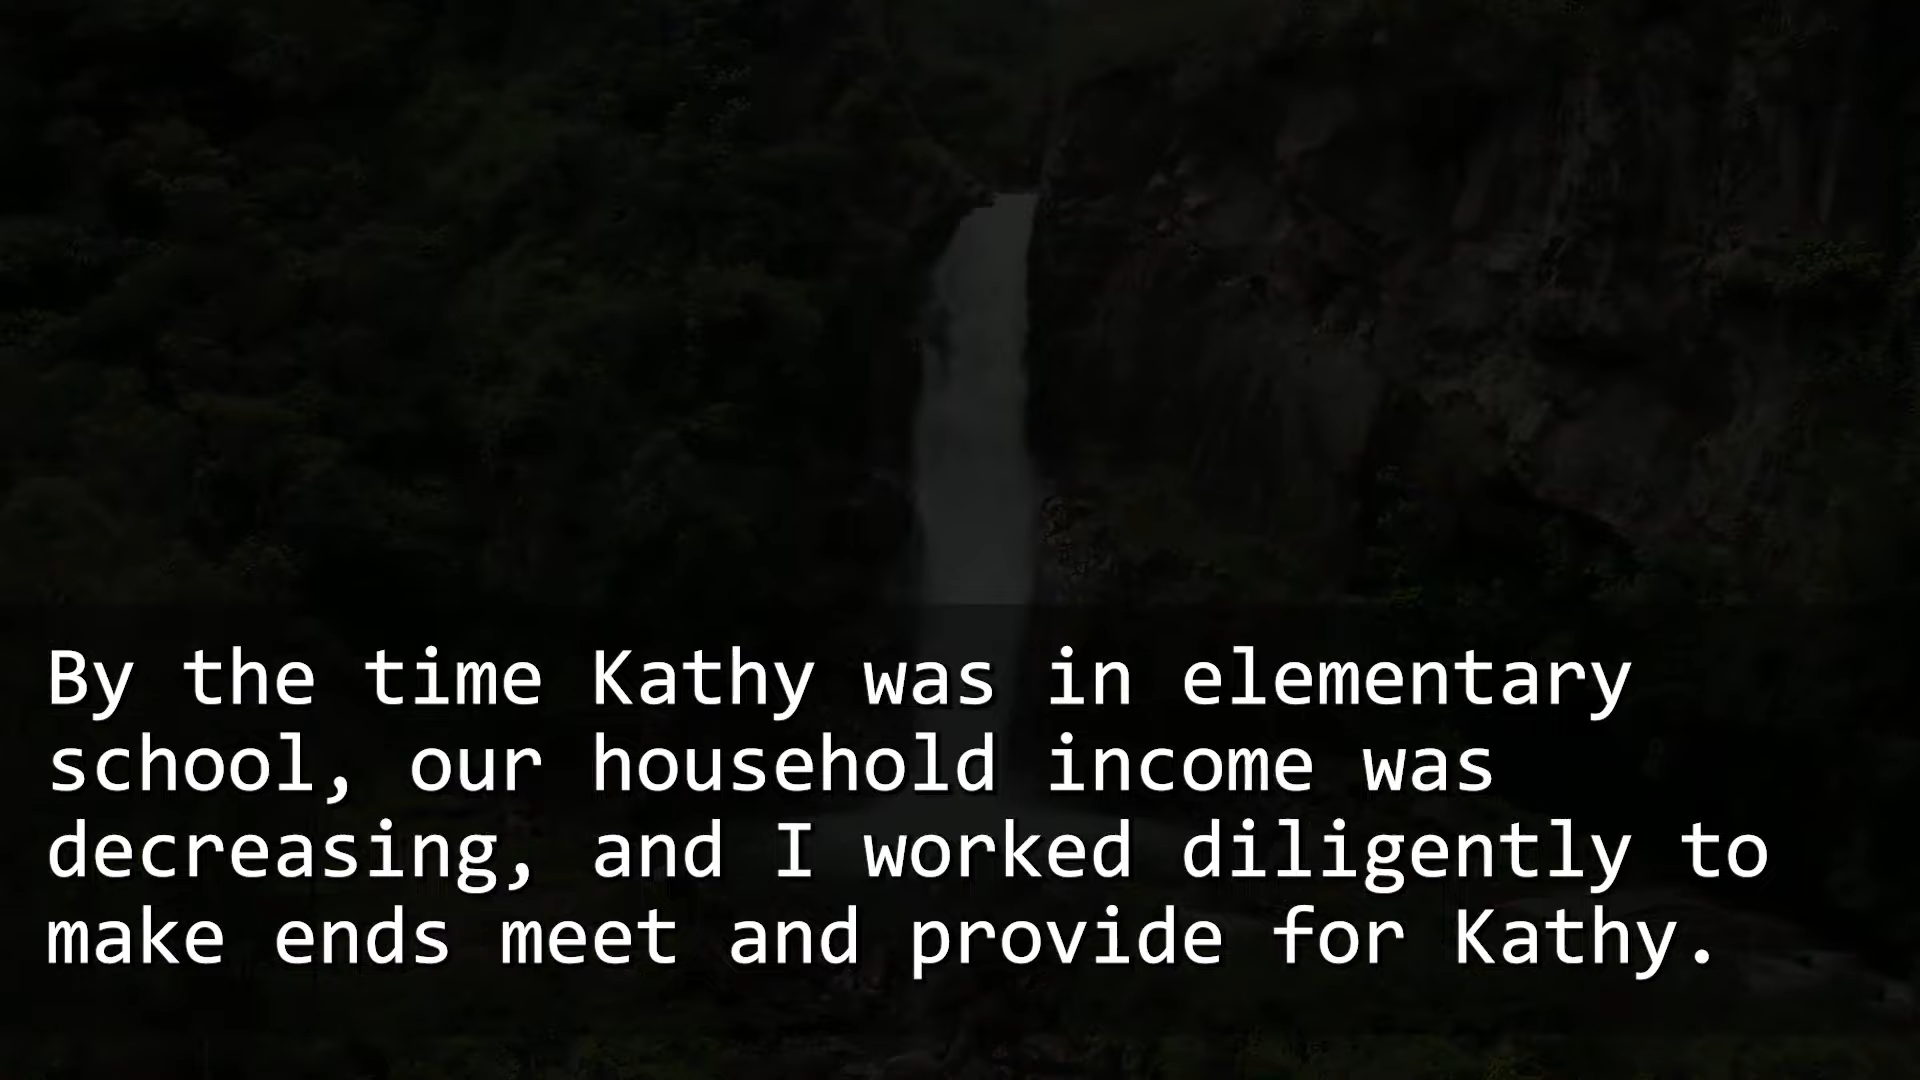 By the time Kathy was in elementary
school, our household income was
decreasing, and I worked diligently to
make ends meet and provide for Kathy.